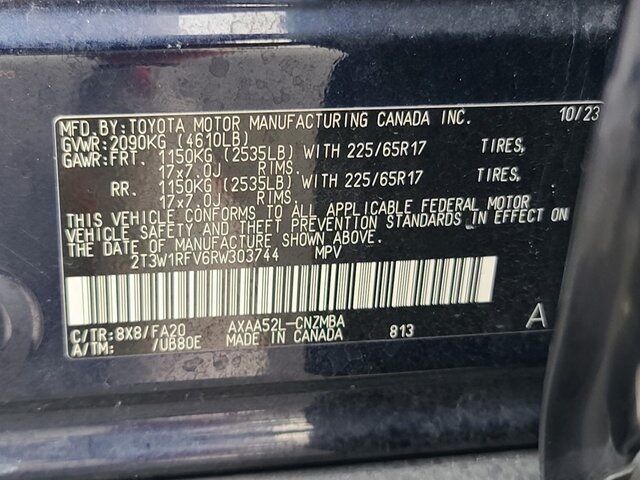 MFD.BY:TOYOTA MOTOR MANUFACTURING CANADA INC. 10/23
GVWR:2090KG (4610LB)
GAWR:FRT. 1150KG (2535LB) WITH 225/65R17 TIRES,
17x7.0J RIMS.
RR. 1150KG (2535LB) WITH 225/65R17 TIRES,
17x7.0J RIMS.
THIS VEHICLE CONFORMS TO ALL APPLICABLE FEDERAL MOTOR
VEHICLE SAFETY AND THEFT PREVENTION STANDARDS IN EFFECT ON
THE DATE OF MANUFACTURE SHOWN ABOVE.
2T3W1RFV6RW303744 MPV
C/TR:8X8/FA20 AXAA52L-CNZMBA 813 A
A/TM: /UB80E MADE IN CANADA